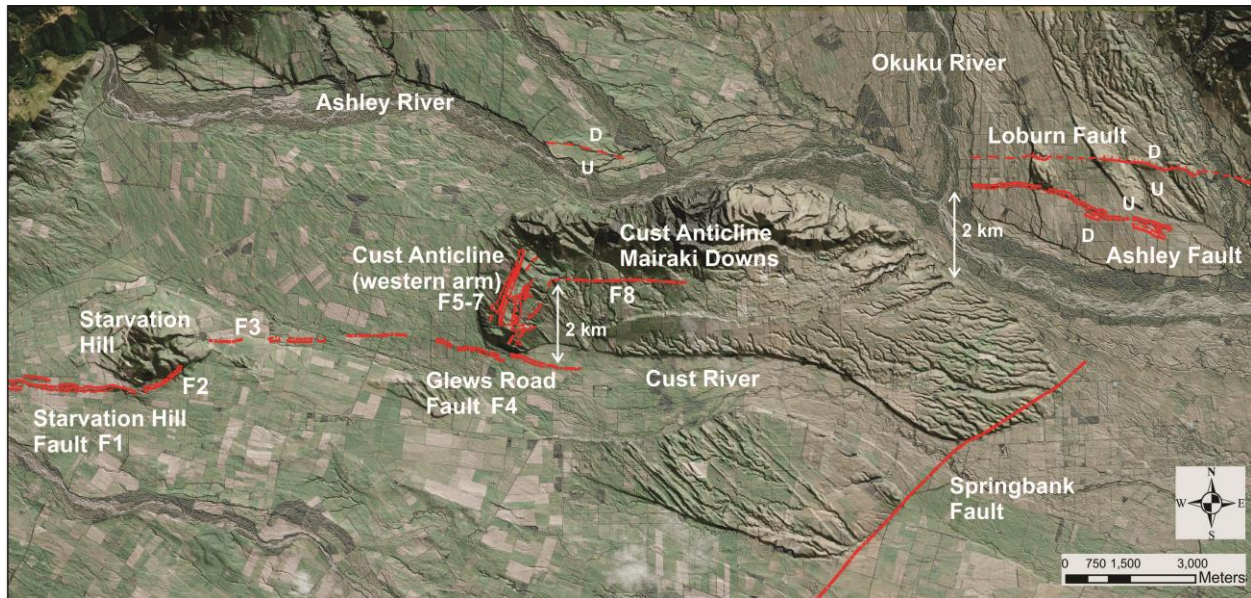 Okuku River
Ashley River
D
U
Loburn Fault
D
U
U
D
2 km
Ashley Fault
Cust Anticline
Mairaki Downs
Cust Anticline
(western arm)
F5-7
F8
2 km
Starvation
Hill
F3
F2
Starvation Hill
Fault F1
Glews Road
Fault F4
Cust River
Springbank
Fault
N
W E
S
0 750 1,500 3,000
Meters